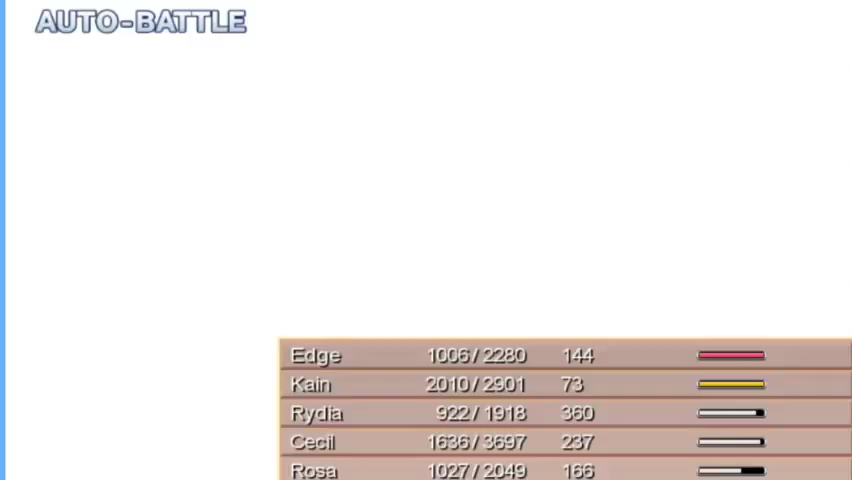 AUTO-BATTLE
Edge 1006/2280 144
Kain 2010/2901 73
Rydia 922/1918 360
Cecil 1636/3697 237
Rosa 1027/2049 166